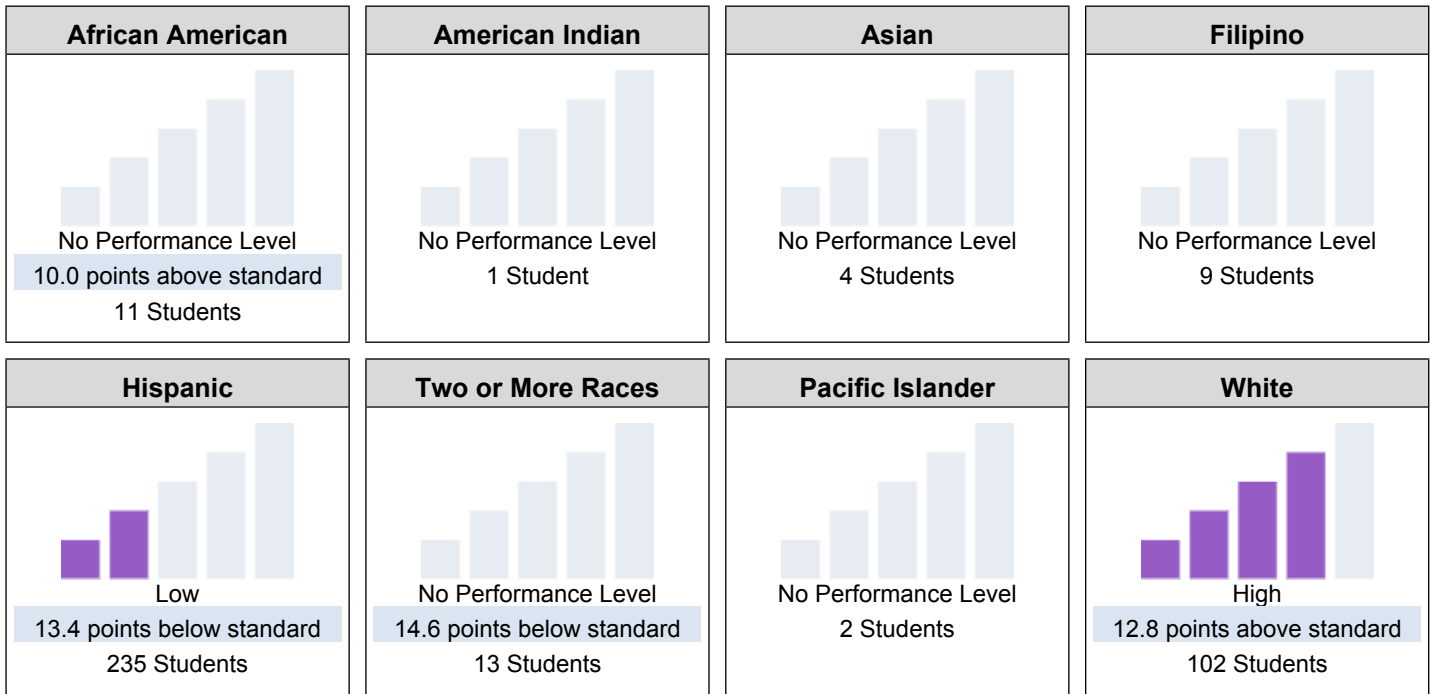 African American
No Performance Level
10.0 points above standard
11 Students
American Indian
No Performance Level
1 Student
Asian
No Performance Level
4 Students
Filipino
No Performance Level
9 Students
Hispanic
Low
13.4 points below standard
235 Students
Two or More Races
No Performance Level
14.6 points below standard
13 Students
Pacific Islander
No Performance Level
2 Students
White
High
12.8 points above standard
102 Students